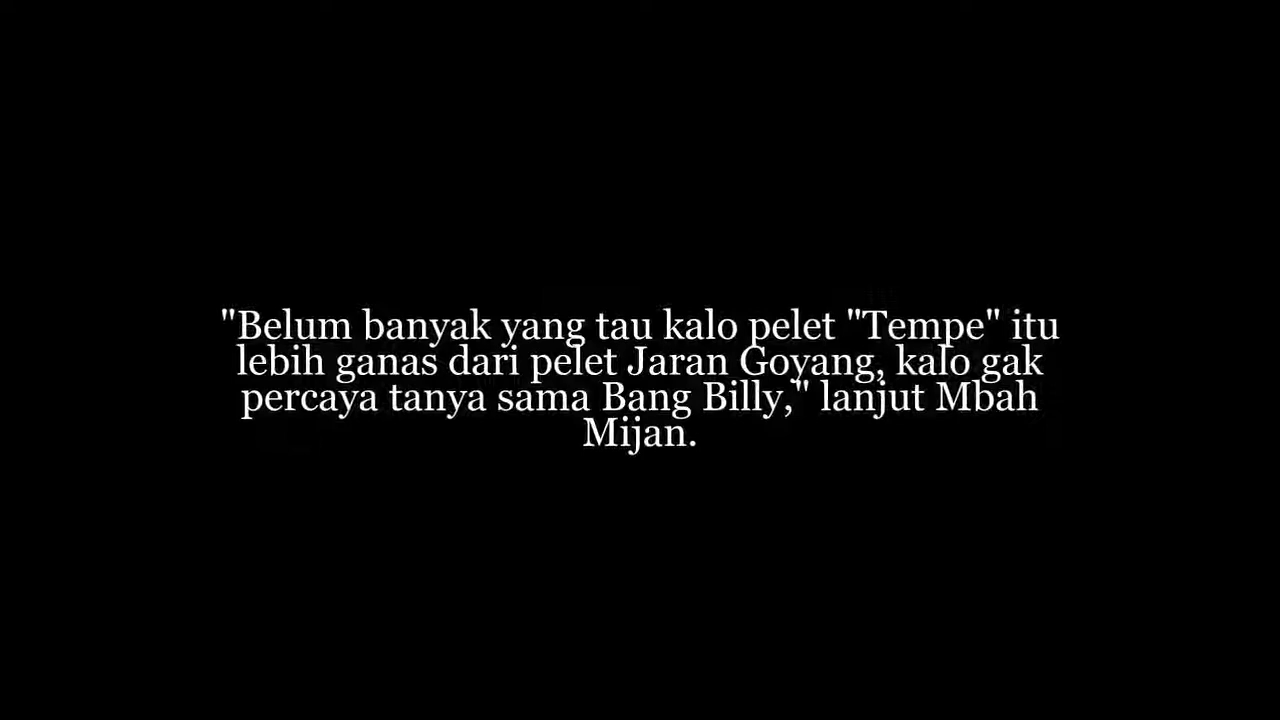 "Belum banyak yang tau kalo pelet "Tempe" itu
lebih ganas dari pelet Jaran Goyang, kalo gak
percaya tanya sama Bang Billy," lanjut Mbah
Mijan.